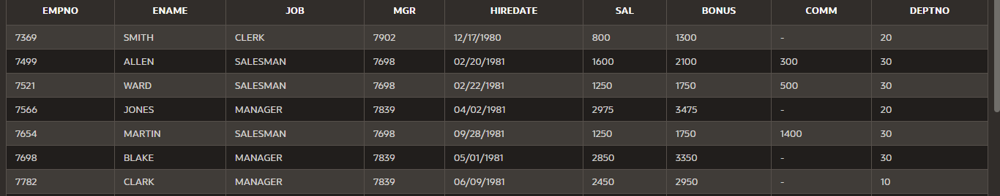 EMPNO ENAME JOB MGR HIREDATE SAL BONUS COMM DEPTNO
7369 SMITH CLERK 7902 12/17/1980 800 1300 - 20
7499 ALLEN SALESMAN 7698 02/20/1981 1600 2100 300 30
7521 WARD SALESMAN 7698 02/22/1981 1250 1750 500 30
7566 JONES MANAGER 7839 04/02/1981 2975 3475 - 20
7654 MARTIN SALESMAN 7698 09/28/1981 1250 1750 1400 30
7698 BLAKE MANAGER 7839 05/01/1981 2850 3350 - 30
7782 CLARK MANAGER 7839 06/09/1981 2450 2950 - 10